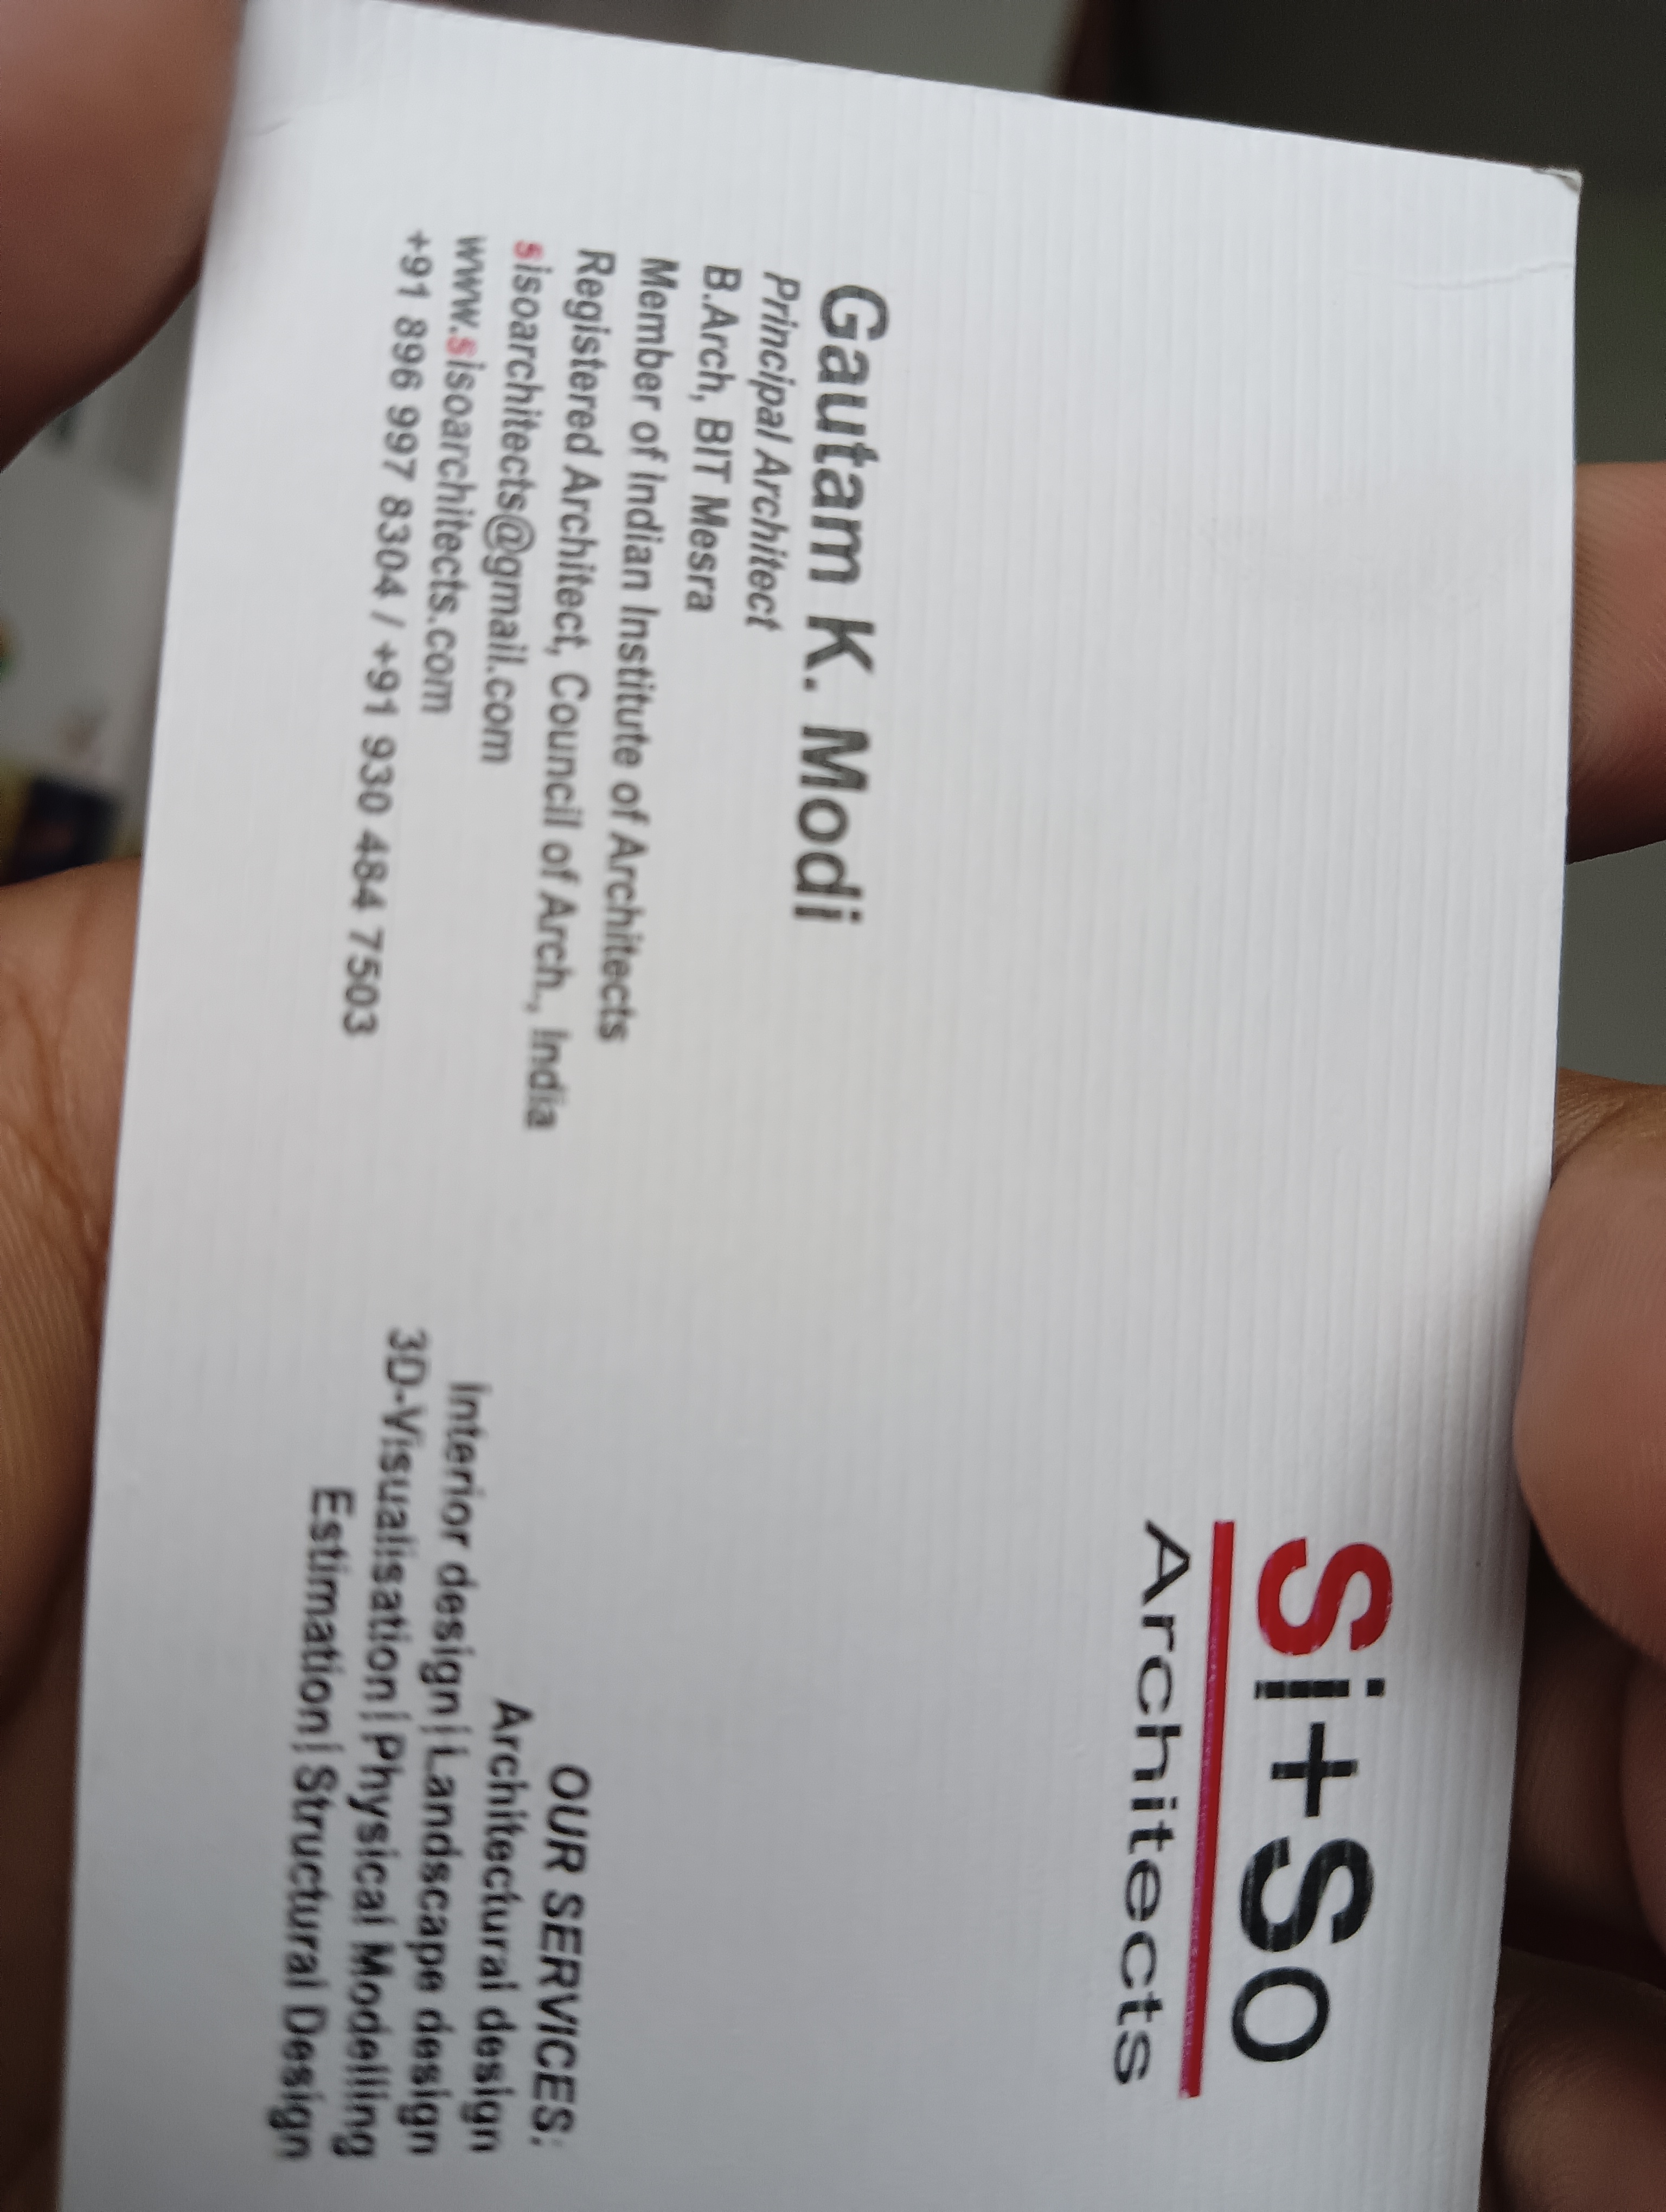 Si+So
Architects
Gautam K. Modi
Principal Architect
B.Arch, BIT Mesra
Member of Indian Institute of Architects
Registered Architect, Council of Arch., India
sisoarchitects@gmail.com
www.sisoarchitects.com
+91 896 997 8304 / +91 930 484 7503
OUR SERVICES:
Architectural design
Interior design| Landscape design
3D-Visualisation| Physical Modelling
Estimation| Structural Design